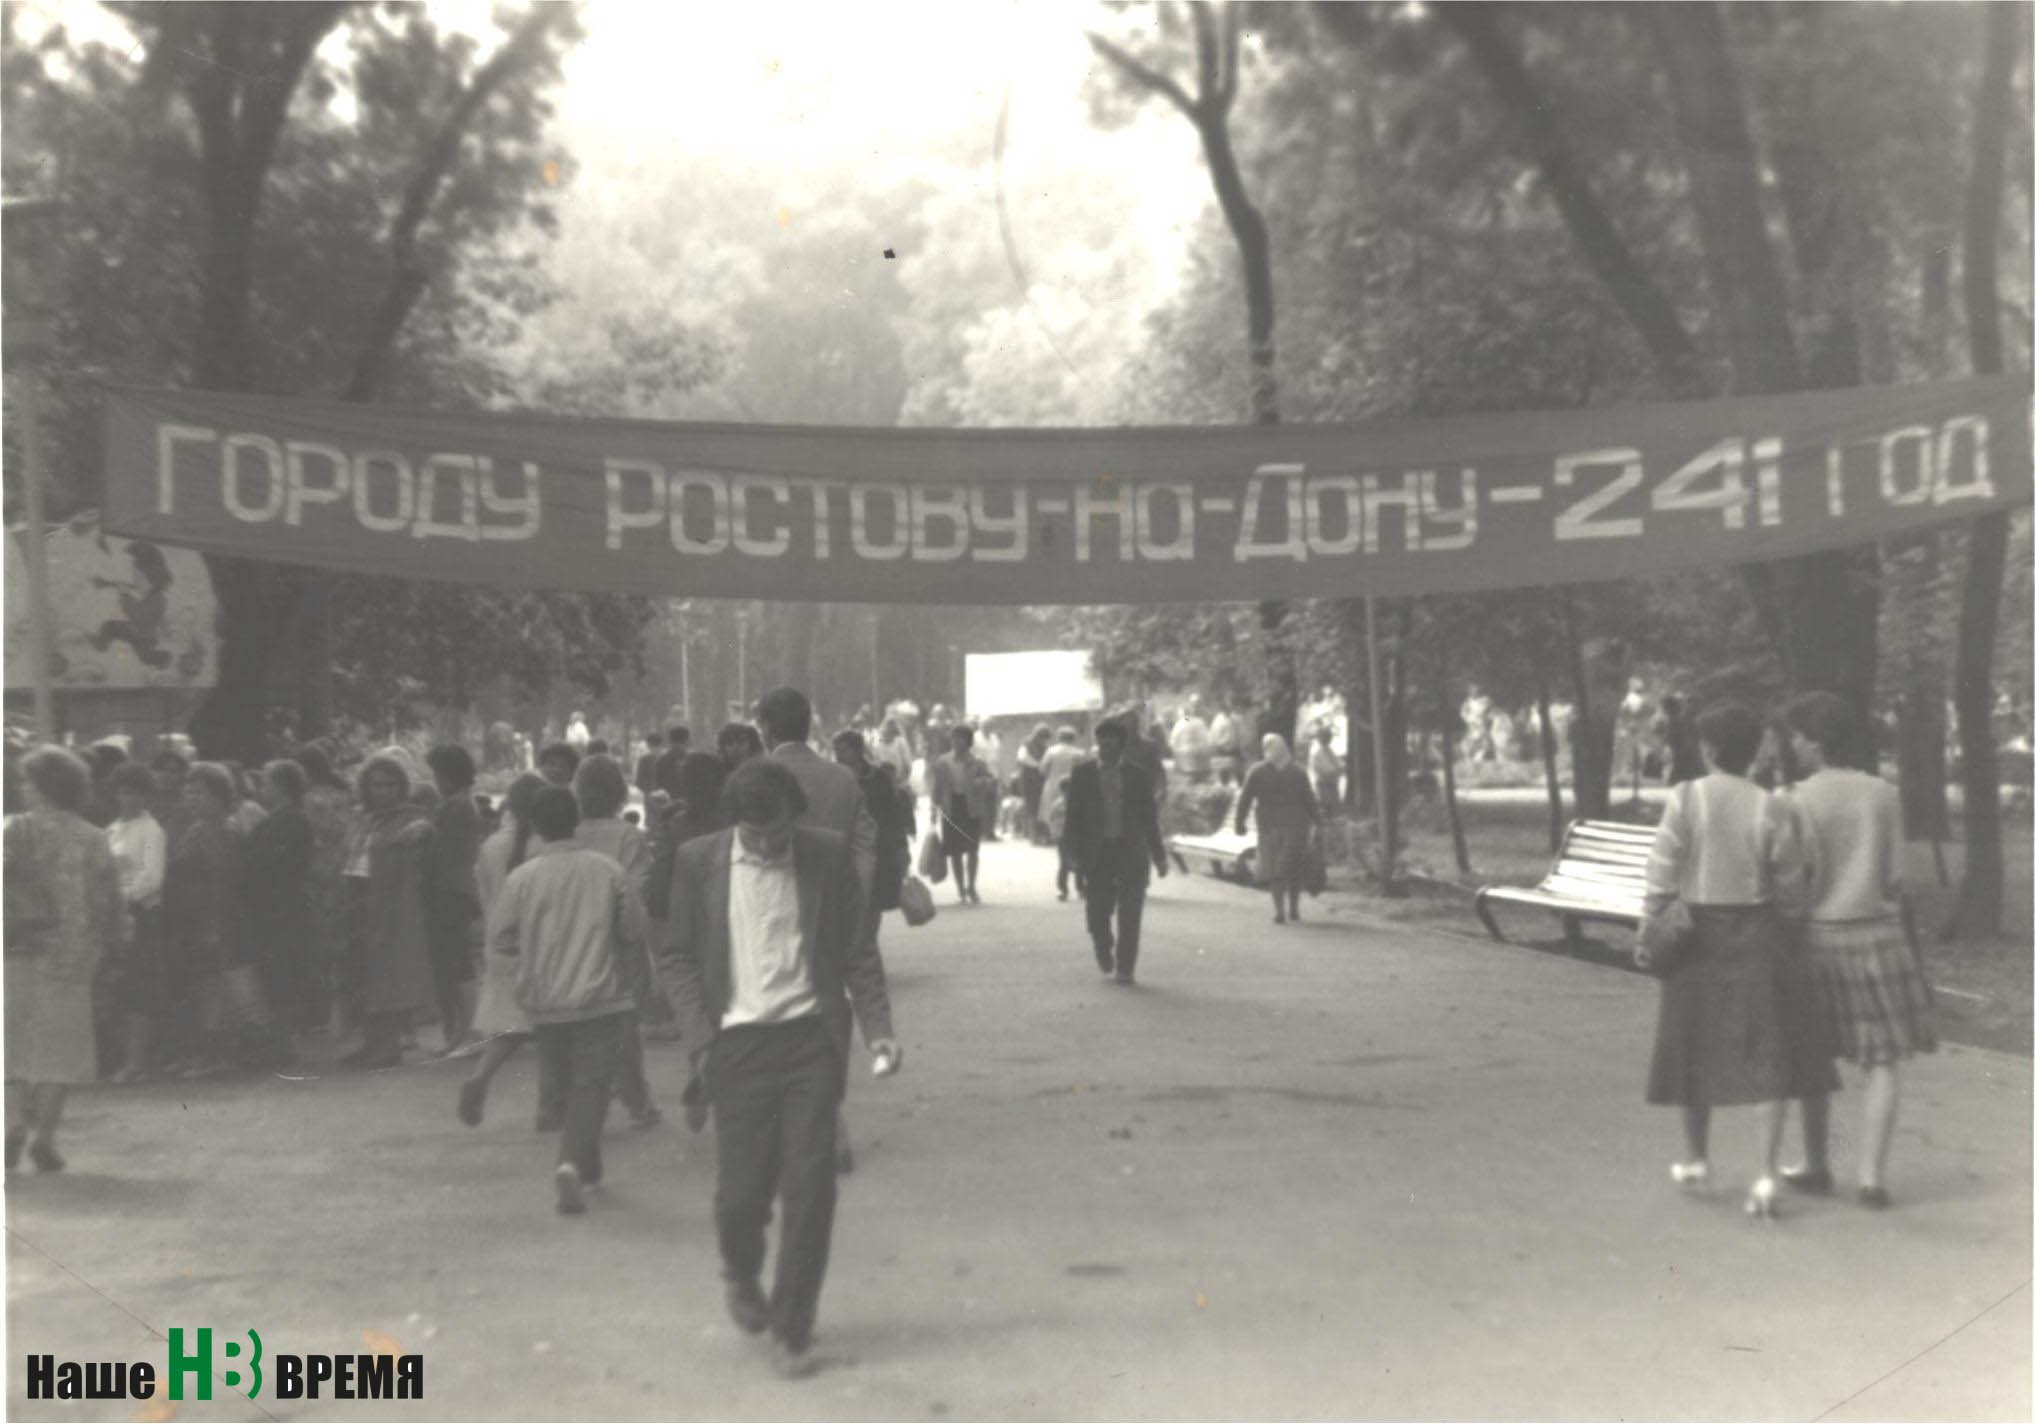 ГОРОДУ РОСТОВУ-НА-ДОНУ-241 ГОД
Наше НВ ВРЕМЯ